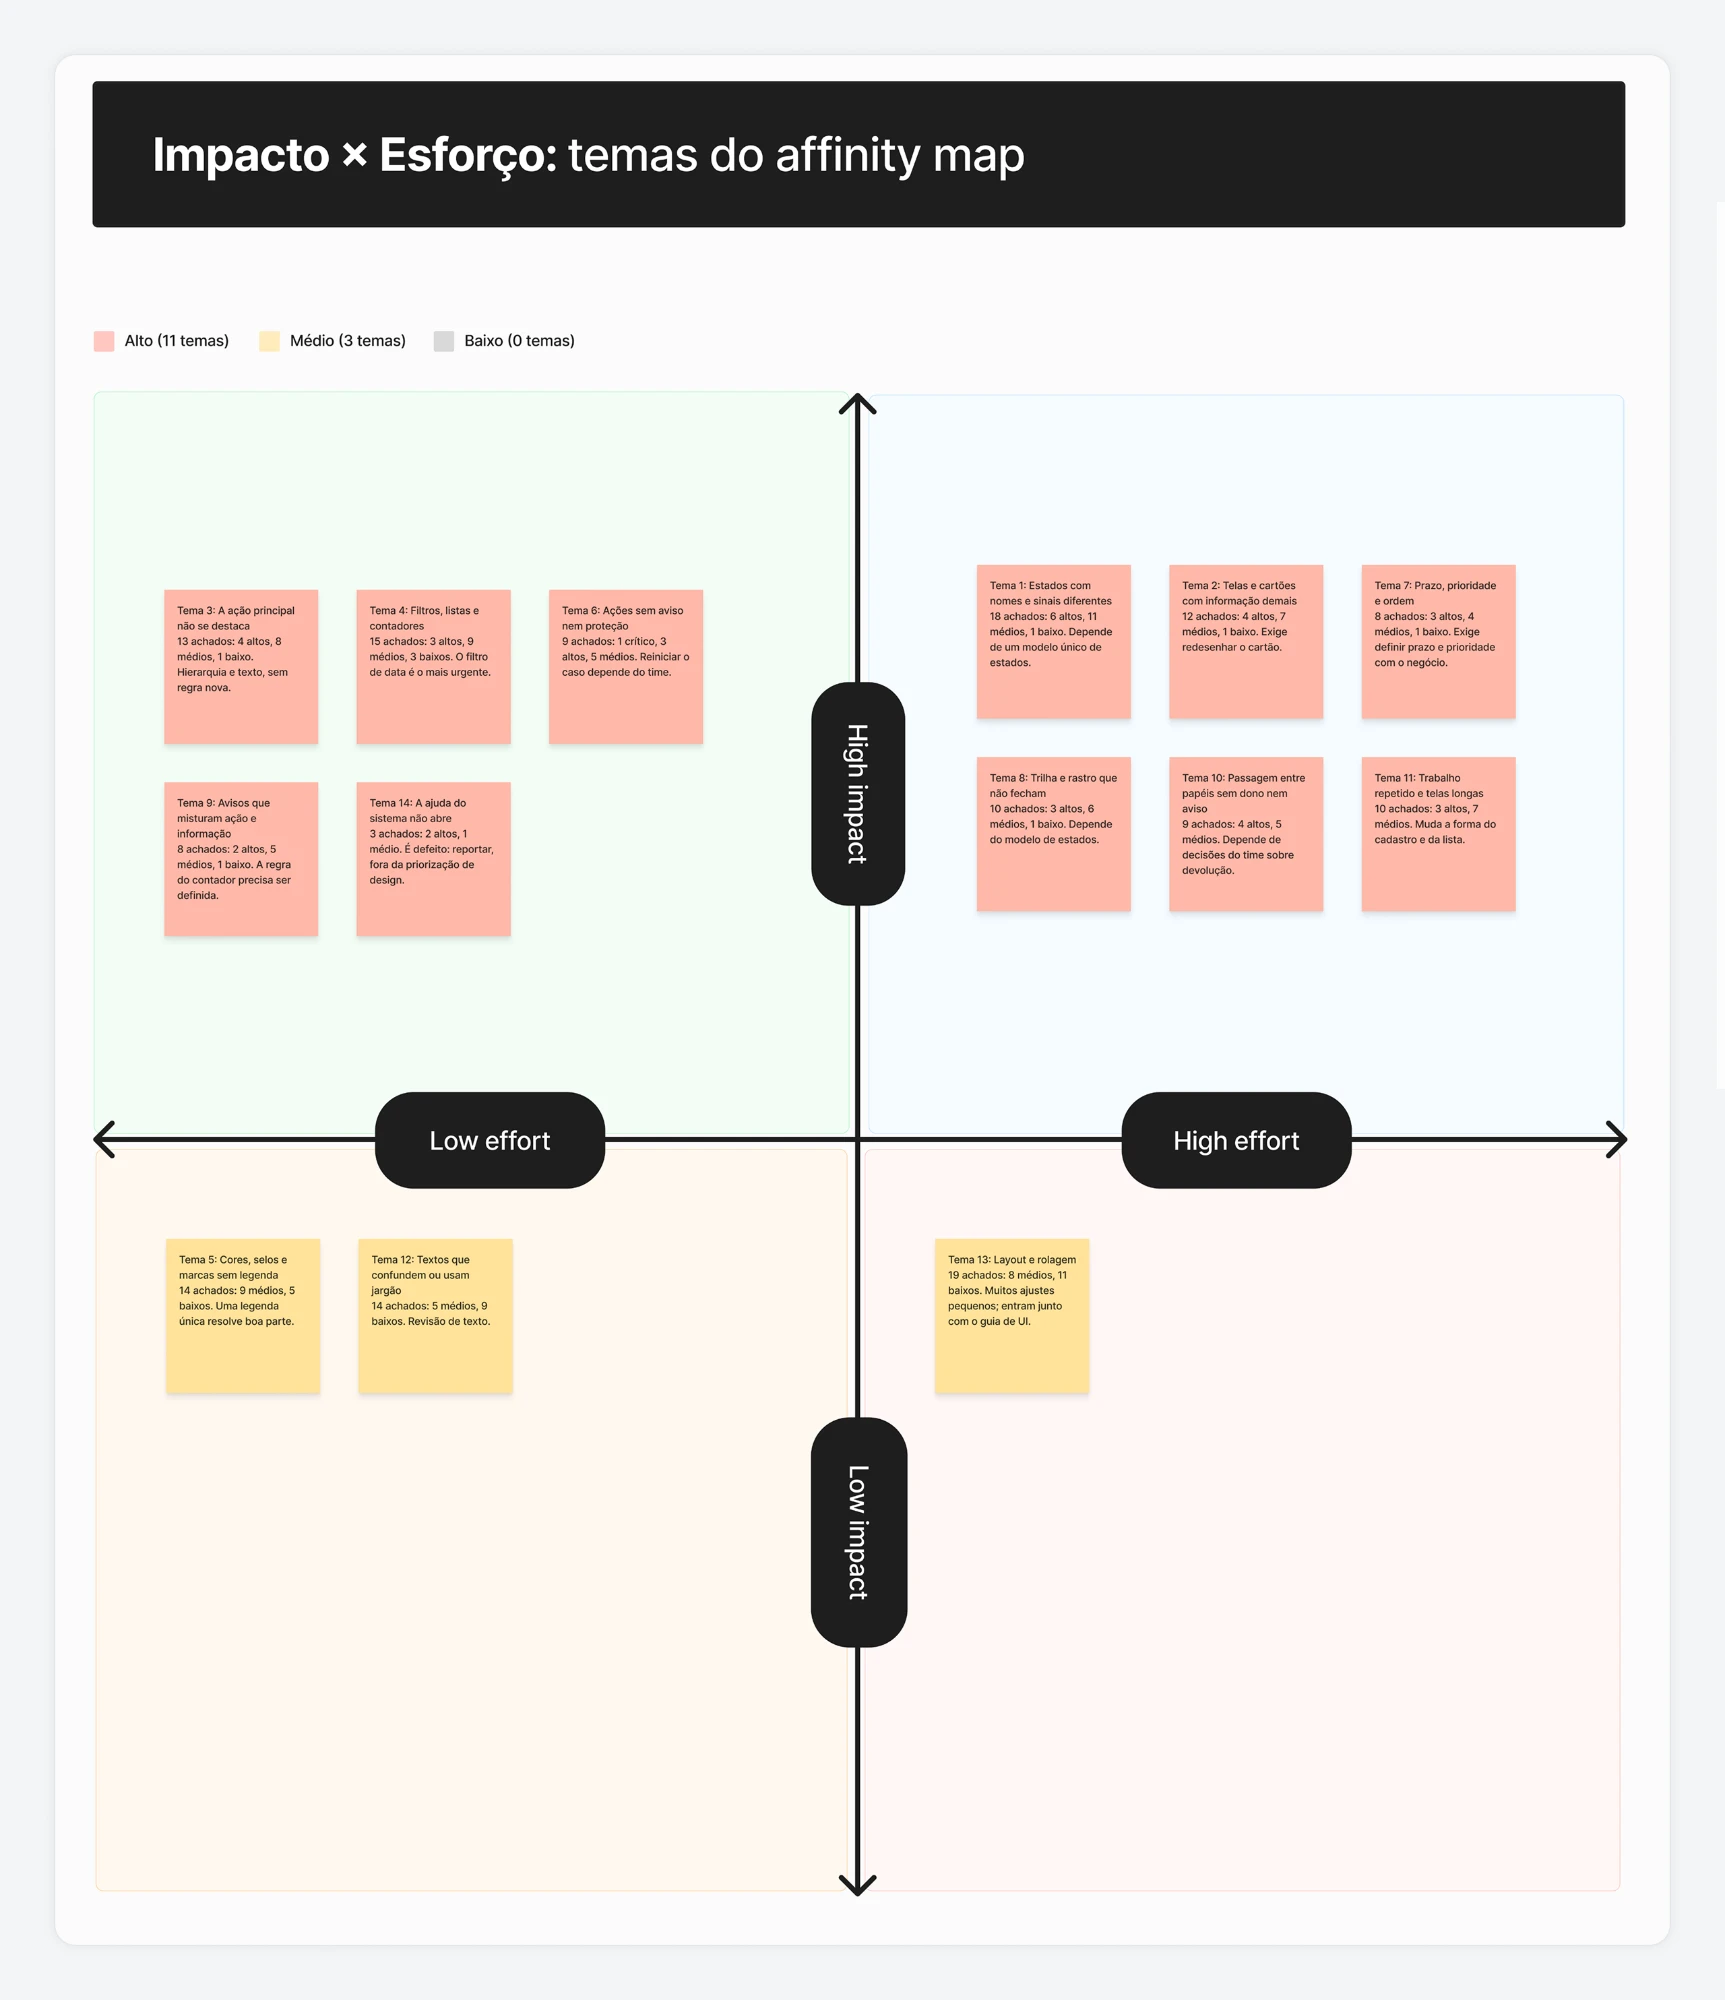 Impacto × Esforço: temas do affinity map
Alto (11 temas)
Médio (3 temas)
Baixo (0 temas)
Tema 3: A ação principal
não se destaca
13 achados: 4 altos, 8
médios, 1 baixo.
Hierarquia e texto, sem
regra nova.
Tema 4: Filtros, listas e
contadores
15 achados: 3 altos, 9
médios, 3 baixos. O filtro
de data é o mais urgente.
Tema 6: Ações sem aviso
nem proteção
9 achados: 1 crítico, 3
altos, 5 médios. Reiniciar o
caso depende do time.
Tema 9: Avisos que
misturam ação e
informação
8 achados: 2 altos, 5
médios, 1 baixo. A regra
do contador precisa ser
definida.
Tema 14: A ajuda do
sistema não abre
3 achados: 2 altos, 1
médio. É defeito: reportar,
fora da priorização de
design.
High impact
Tema 1: Estados com
nomes e sinais diferentes
18 achados: 6 altos, 11
médios, 1 baixo. Depende
de um modelo único de
estados.
Tema 2: Telas e cartões
com informação demais
12 achados: 4 altos, 7
médios, 1 baixo. Exige
redesenhar o cartão.
Tema 7: Prazo, prioridade
e ordem
8 achados: 3 altos, 4
médios, 1 baixo. Exige
definir prazo e prioridade
com o negócio.
Tema 8: Trilha e rastro que
não fecham
10 achados: 3 altos, 6
médios, 1 baixo. Depende
do modelo de estados.
Tema 10: Passagem entre
papéis sem dono nem
aviso
9 achados: 4 altos, 5
médios. Depende de
decisões do time sobre
devolução.
Tema 11: Trabalho
repetido e telas longas
10 achados: 3 altos, 7
médios. Muda a forma do
cadastro e da lista.
Low effort
High effort
Tema 5: Cores, selos e
marcas sem legenda
14 achados: 9 médios, 5
baixos. Uma legenda
única resolve boa parte.
Tema 12: Textos que
confundem ou usam
jargão
14 achados: 5 médios, 9
baixos. Revisão de texto.
Tema 13: Layout e rolagem
19 achados: 8 médios, 11
baixos. Muitos ajustes
pequenos; entram junto
com o guia de UI.
Low impact